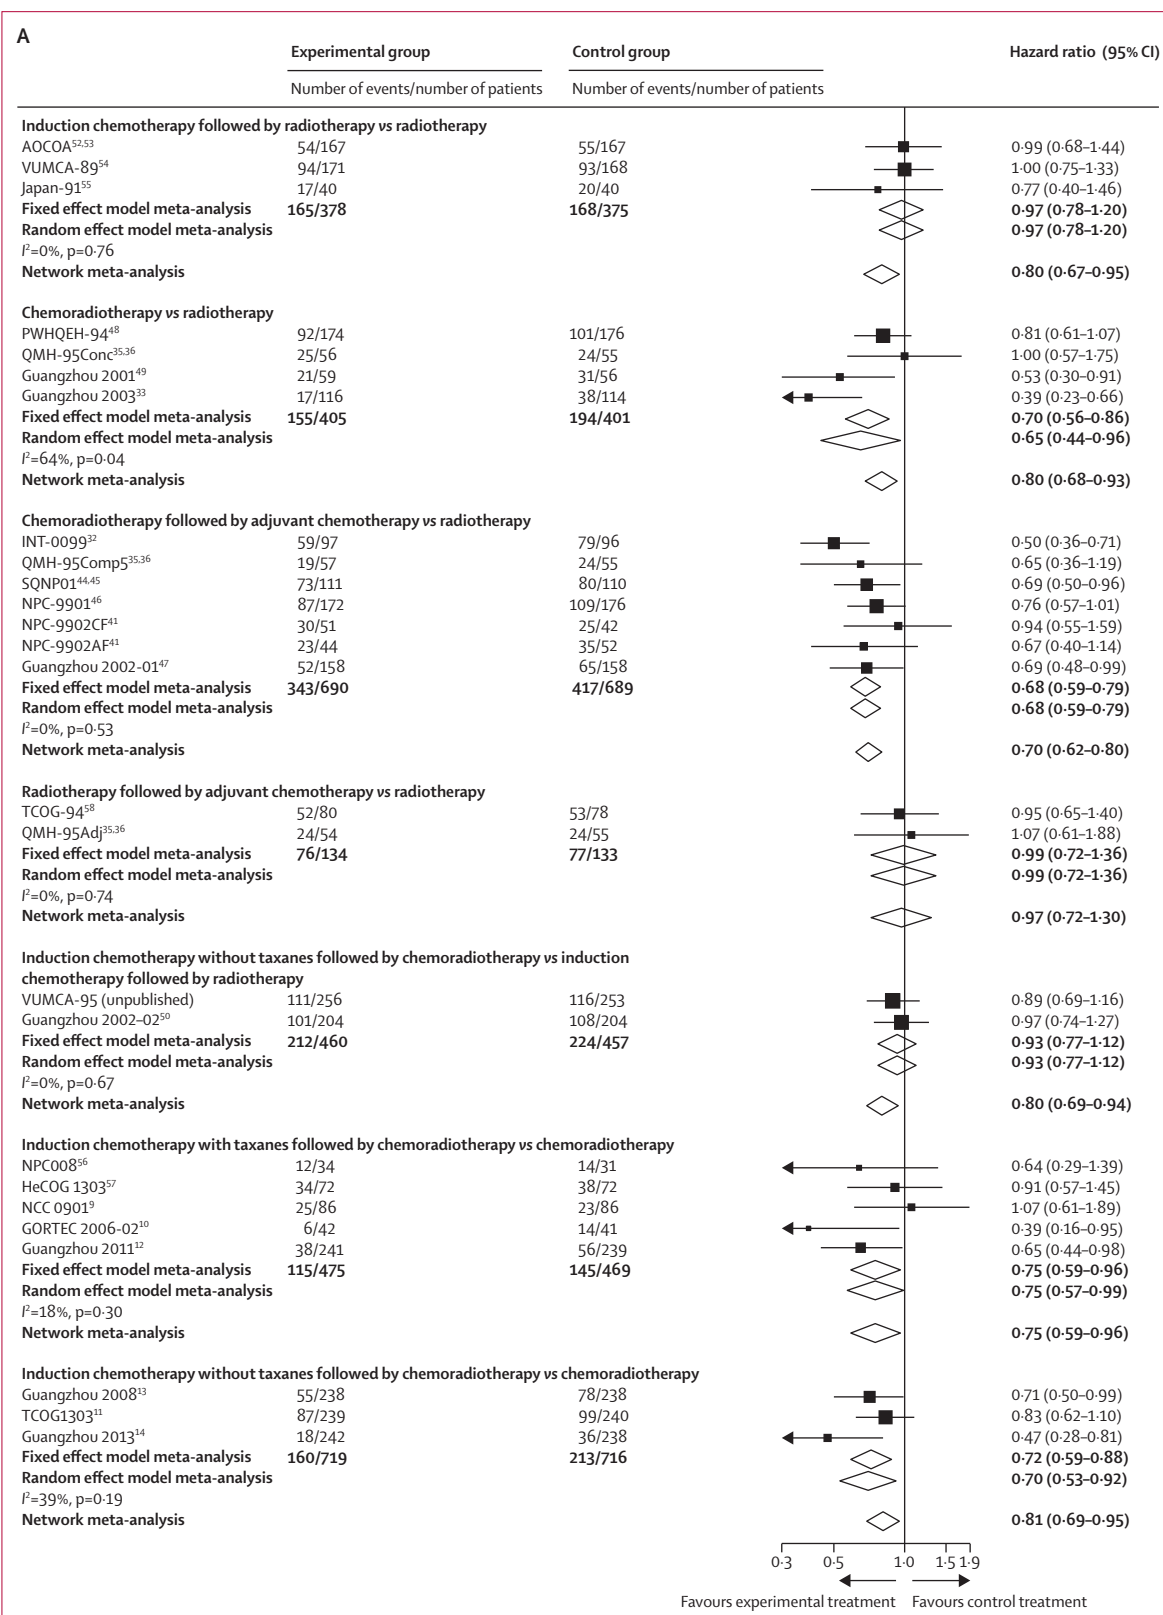 A
Experimental group Control group Hazard ratio (95% CI)
Number of events/number of patients Number of events/number of patients
Induction chemotherapy followed by radiotherapy vs radiotherapy
AOCOA52,53 54/167 55/167 0·99 (0·68–1·44)
VUMCA-8954 94/171 93/168 1·00 (0·75–1·33)
Japan-9155 17/40 20/40 0·77 (0·40–1·46)
Fixed effect model meta-analysis 165/378 168/375 0·97 (0·78–1·20)
Random effect model meta-analysis 0·97 (0·78–1·20)
I²=0%, p=0·76
Network meta-analysis 0·80 (0·67–0·95)
Chemoradiotherapy vs radiotherapy
PWHQEH-9448 92/174 101/176 0·81 (0·61–1·07)
QMH-95Conc35,36 25/56 24/55 1·00 (0·57–1·75)
Guangzhou 200149 21/59 31/56 0·53 (0·30–0·91)
Guangzhou 200333 17/116 38/114 0·39 (0·23–0·66)
Fixed effect model meta-analysis 155/405 194/401 0·70 (0·56–0·86)
Random effect model meta-analysis 0·65 (0·44–0·96)
I²=64%, p=0·04
Network meta-analysis 0·80 (0·68–0·93)
Chemoradiotherapy followed by adjuvant chemotherapy vs radiotherapy
INT-009932 59/97 79/96 0·50 (0·36–0·71)
QMH-95Comp535,36 19/57 24/55 0·65 (0·36–1·19)
SQNP0144,45 73/111 80/110 0·69 (0·50–0·96)
NPC-990146 87/172 109/176 0·76 (0·57–1·01)
NPC-9902CF41 30/51 25/42 0·94 (0·55–1·59)
NPC-9902AF41 23/44 35/52 0·67 (0·40–1·14)
Guangzhou 2002-0147 52/158 65/158 0·69 (0·48–0·99)
Fixed effect model meta-analysis 343/690 417/689 0·68 (0·59–0·79)
Random effect model meta-analysis 0·68 (0·59–0·79)
I²=0%, p=0·53
Network meta-analysis 0·70 (0·62–0·80)
Radiotherapy followed by adjuvant chemotherapy vs radiotherapy
TCOG-9458 52/80 53/78 0·95 (0·65–1·40)
QMH-95Adj35,36 24/54 24/55 1·07 (0·61–1·88)
Fixed effect model meta-analysis 76/134 77/133 0·99 (0·72–1·36)
Random effect model meta-analysis 0·99 (0·72–1·36)
I²=0%, p=0·74
Network meta-analysis 0·97 (0·72–1·30)
Induction chemotherapy without taxanes followed by chemoradiotherapy vs induction
chemotherapy followed by radiotherapy
VUMCA-95 (unpublished) 111/256 116/253 0·89 (0·69–1·16)
Guangzhou 2002–0250 101/204 108/204 0·97 (0·74–1·27)
Fixed effect model meta-analysis 212/460 224/457 0·93 (0·77–1·12)
Random effect model meta-analysis 0·93 (0·77–1·12)
I²=0%, p=0·67
Network meta-analysis 0·80 (0·69–0·94)
Induction chemotherapy with taxanes followed by chemoradiotherapy vs chemoradiotherapy
NPC00856 12/34 14/31 0·64 (0·29–1·39)
HeCOG 130357 34/72 38/72 0·91 (0·57–1·45)
NCC 09019 25/86 23/86 1·07 (0·61–1·89)
GORTEC 2006-0210 6/42 14/41 0·39 (0·16–0·95)
Guangzhou 201112 38/241 56/239 0·65 (0·44–0·98)
Fixed effect model meta-analysis 115/475 145/469 0·75 (0·59–0·96)
Random effect model meta-analysis 0·75 (0·57–0·99)
I²=18%, p=0·30
Network meta-analysis 0·75 (0·59–0·96)
Induction chemotherapy without taxanes followed by chemoradiotherapy vs chemoradiotherapy
Guangzhou 200813 55/238 78/238 0·71 (0·50–0·99)
TCOG130311 87/239 99/240 0·83 (0·62–1·10)
Guangzhou 201314 18/242 36/238 0·47 (0·28–0·81)
Fixed effect model meta-analysis 160/719 213/716 0·72 (0·59–0·88)
Random effect model meta-analysis 0·70 (0·53–0·92)
I²=39%, p=0·19
Network meta-analysis 0·81 (0·69–0·95)
0·3 0·5 1·0 1·5 1·9
Favours experimental treatment Favours control treatment